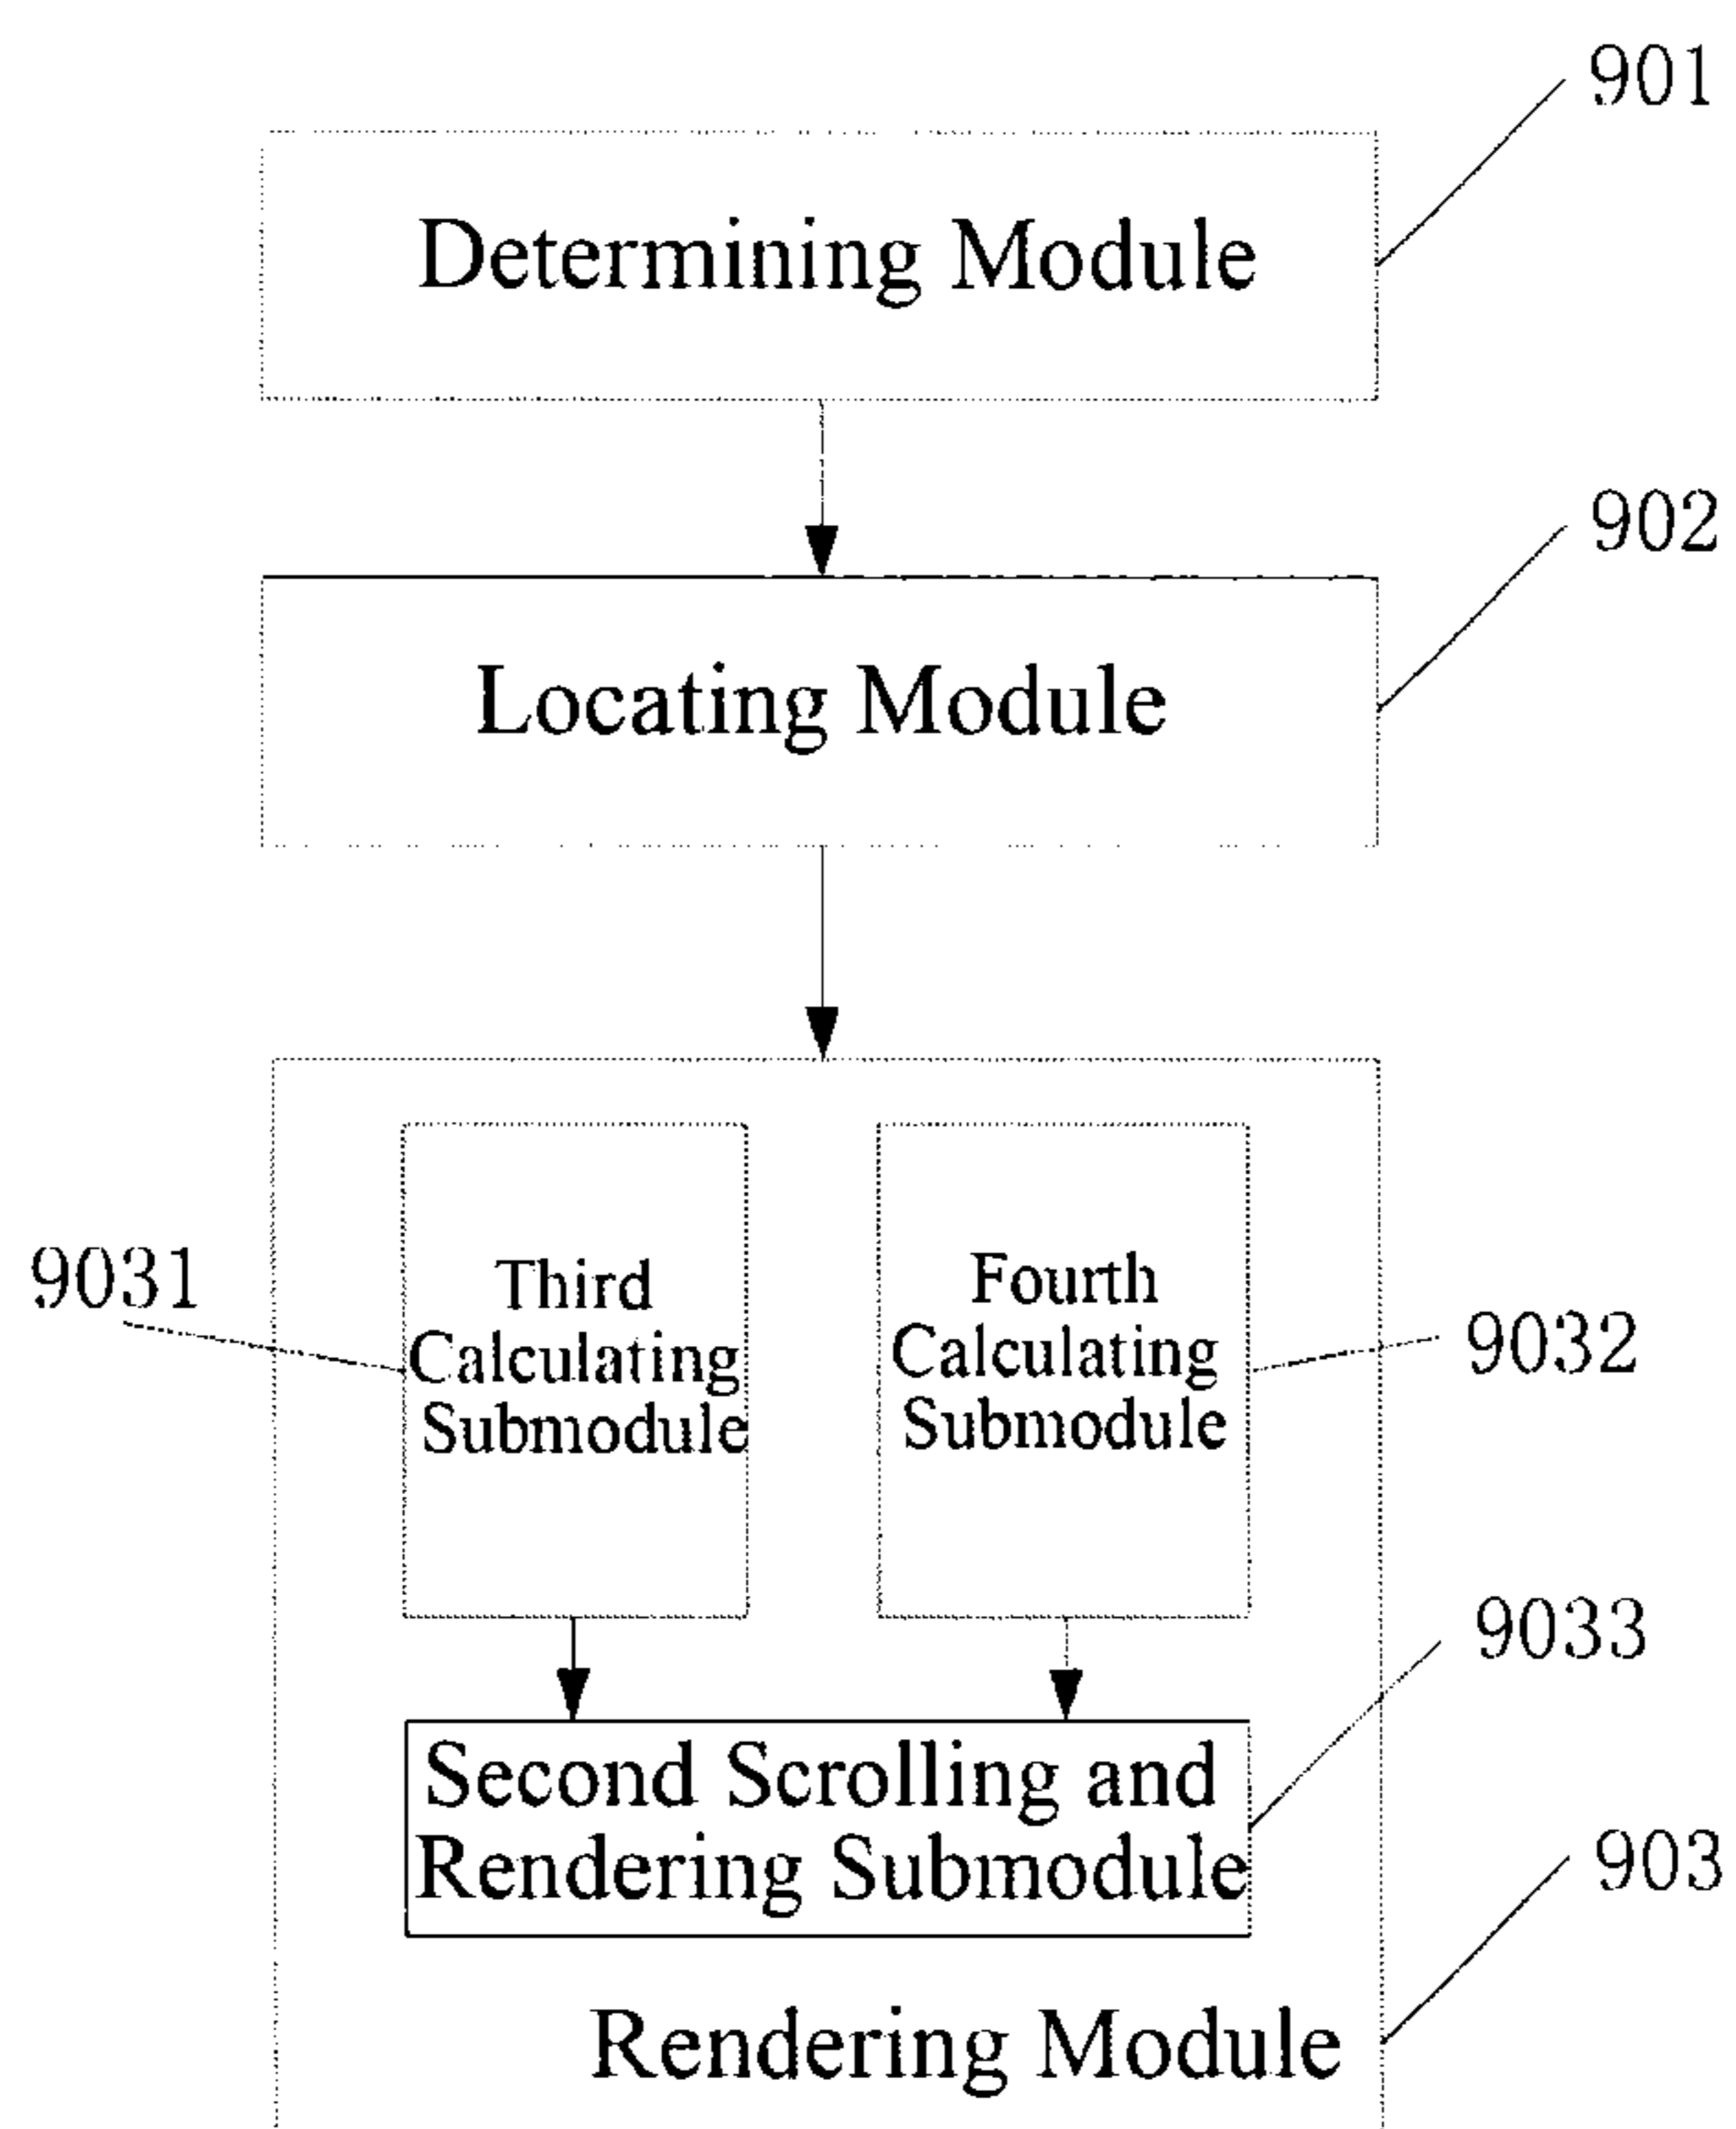 901
Determining Module
902
Locating Module
9031
Third
Calculating
Submodule
Fourth
Calculating
Submodule
9032
9033
Second Scrolling and
Rendering Submodule
903
Rendering Module